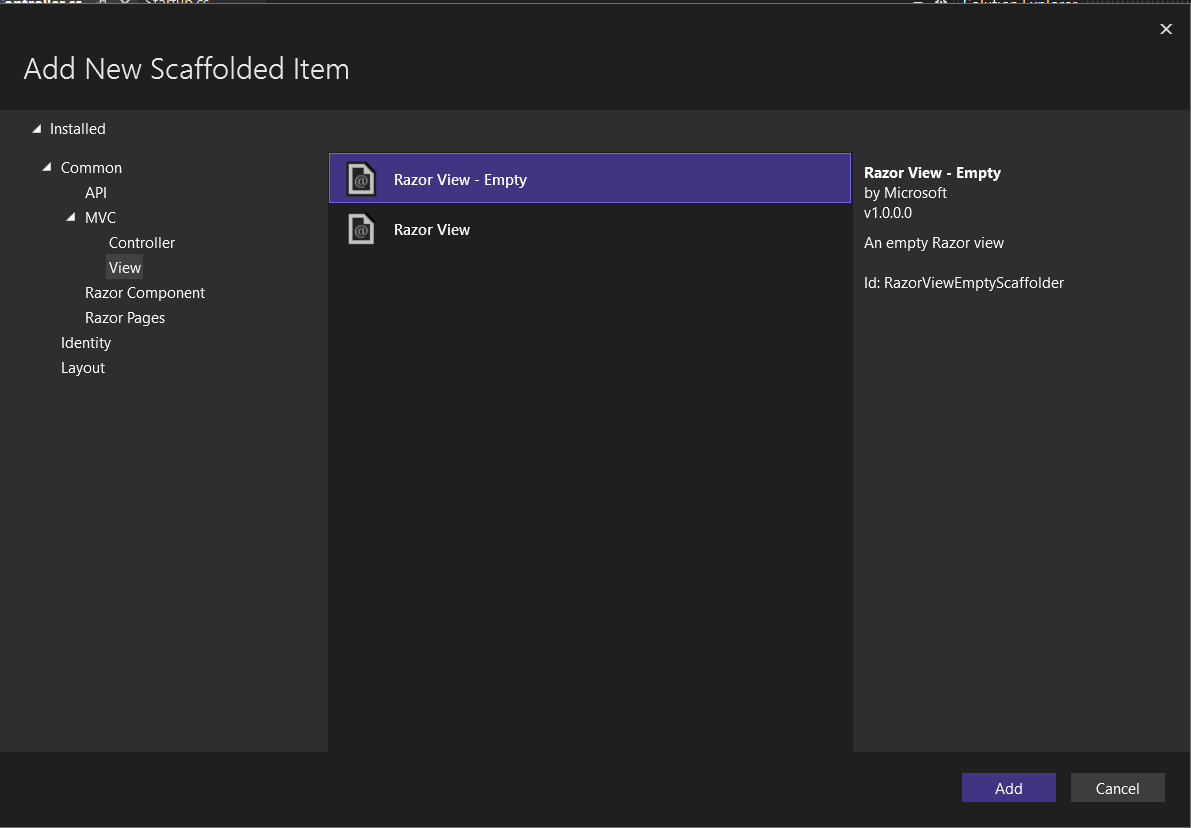 Add New Scaffolded Item
Installed
Common
API
MVC
Controller
View
Razor Component
Razor Pages
Identity
Layout
Razor View - Empty
Razor View
Razor View - Empty
by Microsoft
v1.0.0.0
An empty Razor view
Id: RazorViewEmptyScaffolder
Add
Cancel